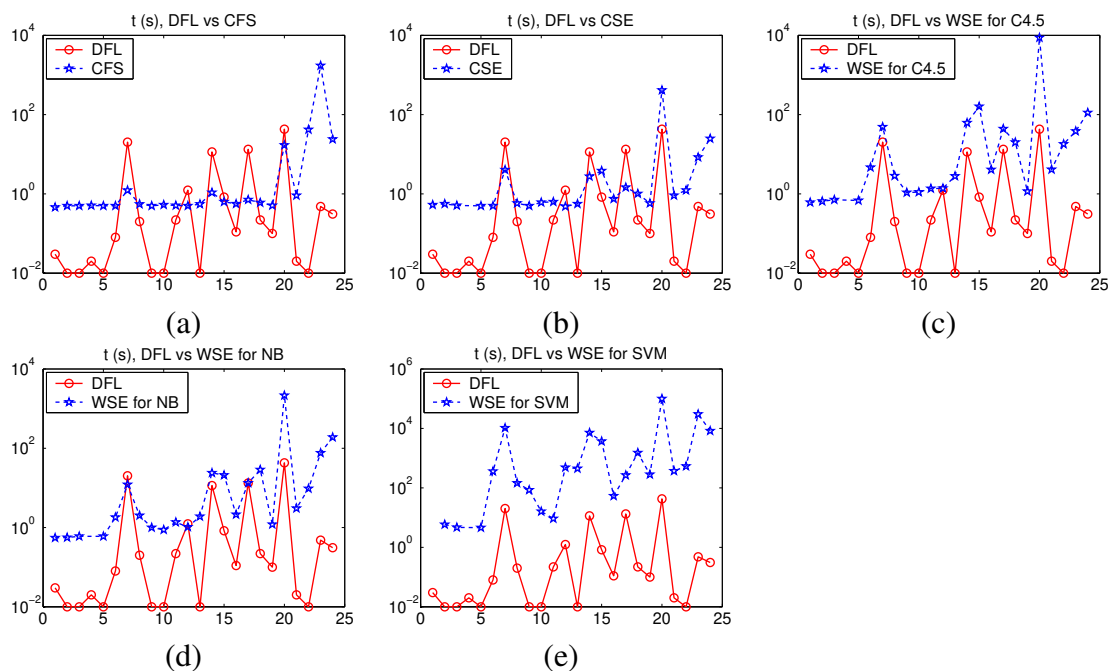 t (s), DFL vs CFS
10^4
10^2
10^0
10^−2
0 5 10 15 20 25
DFL
CFS
(a)
t (s), DFL vs CSE
10^4
10^2
10^0
10^−2
0 5 10 15 20 25
DFL
CSE
(b)
t (s), DFL vs WSE for C4.5
10^4
10^2
10^0
10^−2
0 5 10 15 20 25
DFL
WSE for C4.5
(c)
t (s), DFL vs WSE for NB
10^4
10^2
10^0
10^−2
0 5 10 15 20 25
DFL
WSE for NB
(d)
t (s), DFL vs WSE for SVM
10^6
10^4
10^2
10^0
10^−2
0 5 10 15 20 25
DFL
WSE for SVM
(e)